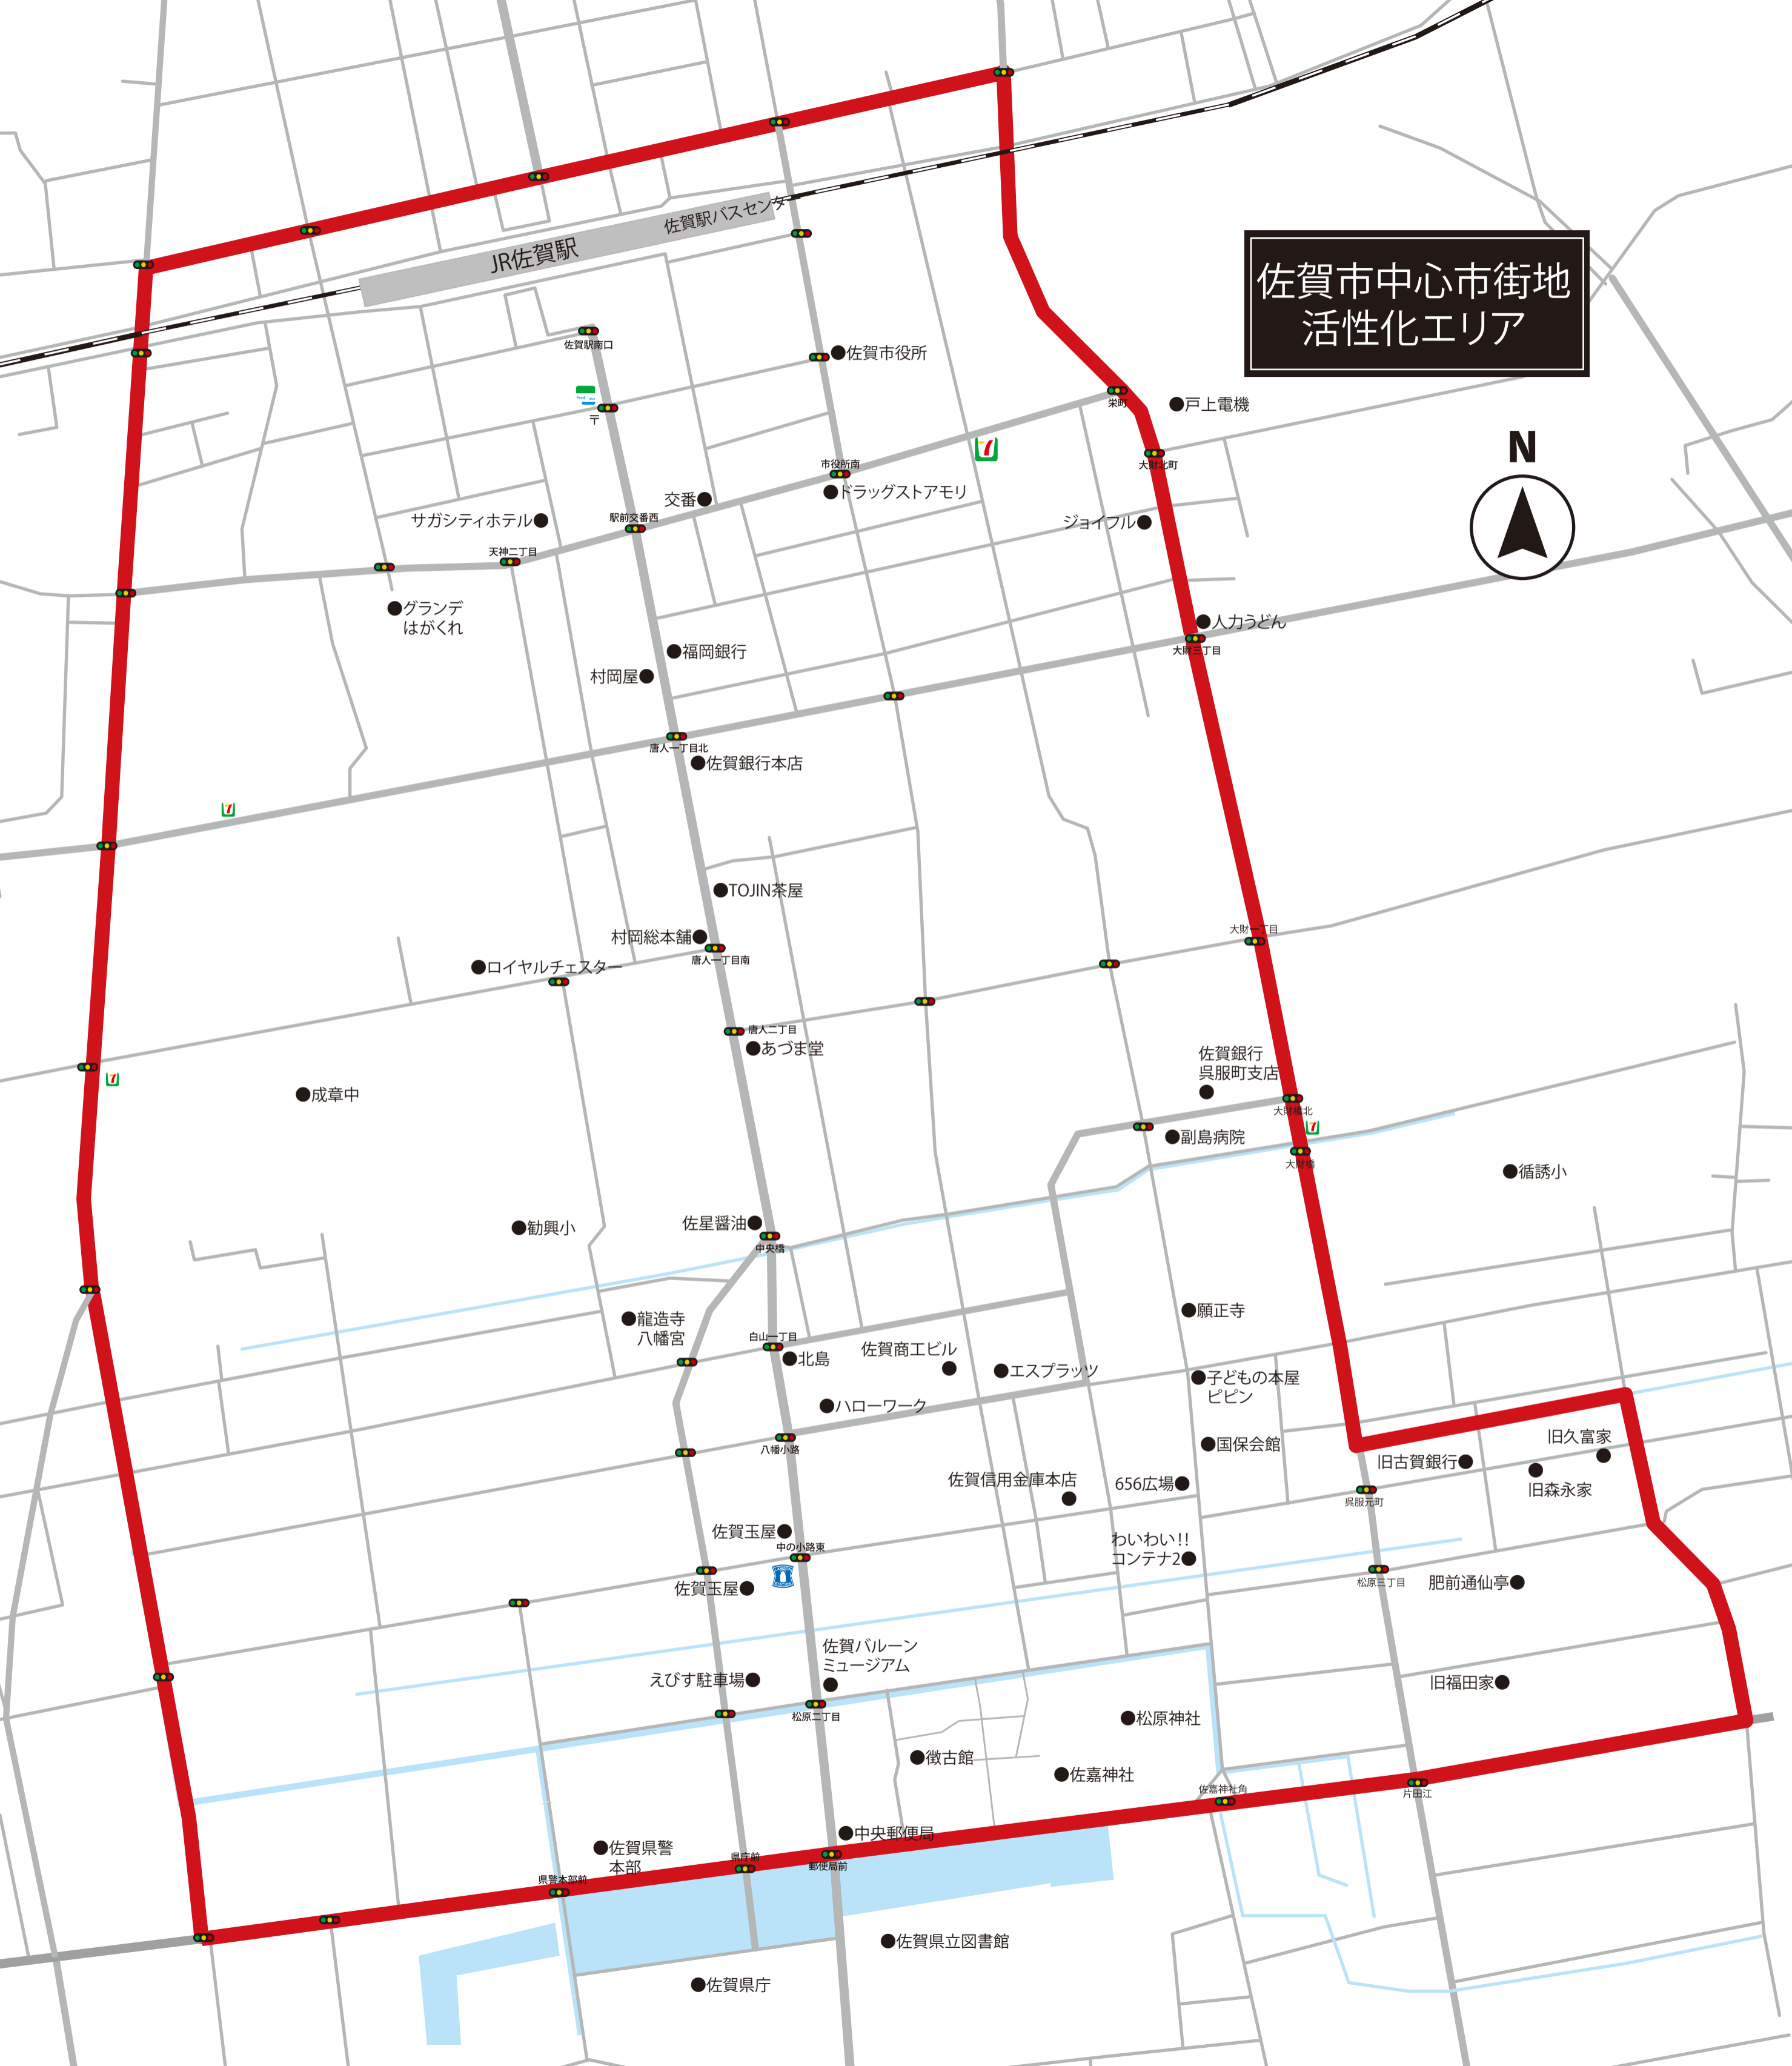 佐賀駅バスセンター
JR佐賀駅
佐賀市中心市街地
活性化エリア
佐賀駅南口
佐賀市役所
〒
栄町
戸上電機
N
7
大財北町
市役所南
ドラッグストアモリ
交番
駅前交番西
サガシティホテル
ジョイフル
天神二丁目
グランデ
はがくれ
人力うどん
大財三丁目
福岡銀行
村岡屋
唐人一丁目北
佐賀銀行本店
7
TOJIN茶屋
村岡総本舗
唐人一丁目南
大財一丁目
ロイヤルチェスター
唐人二丁目
あづま堂
佐賀銀行
呉服町支店
7
成章中
大財橋北
7
副島病院
大財橋
循誘小
佐星醤油
勧興小
中央橋
願正寺
龍造寺
八幡宮
白山一丁目
北島
佐賀商工ビル
エスプラッツ
子どもの本屋
ピピン
ハローワーク
八幡小路
国保会館
旧久富家
旧古賀銀行
佐賀信用金庫本店
656広場
旧森永家
呉服元町
佐賀玉屋
中の小路東
わいわい!!
コンテナ2
佐賀玉屋
松原三丁目
肥前通仙亭
佐賀バルーン
ミュージアム
えびす駐車場
旧福田家
松原二丁目
松原神社
徴古館
佐嘉神社
佐嘉神社角
片田江
中央郵便局
佐賀県警
本部
県庁前
郵便局前
県警本部前
佐賀県立図書館
佐賀県庁